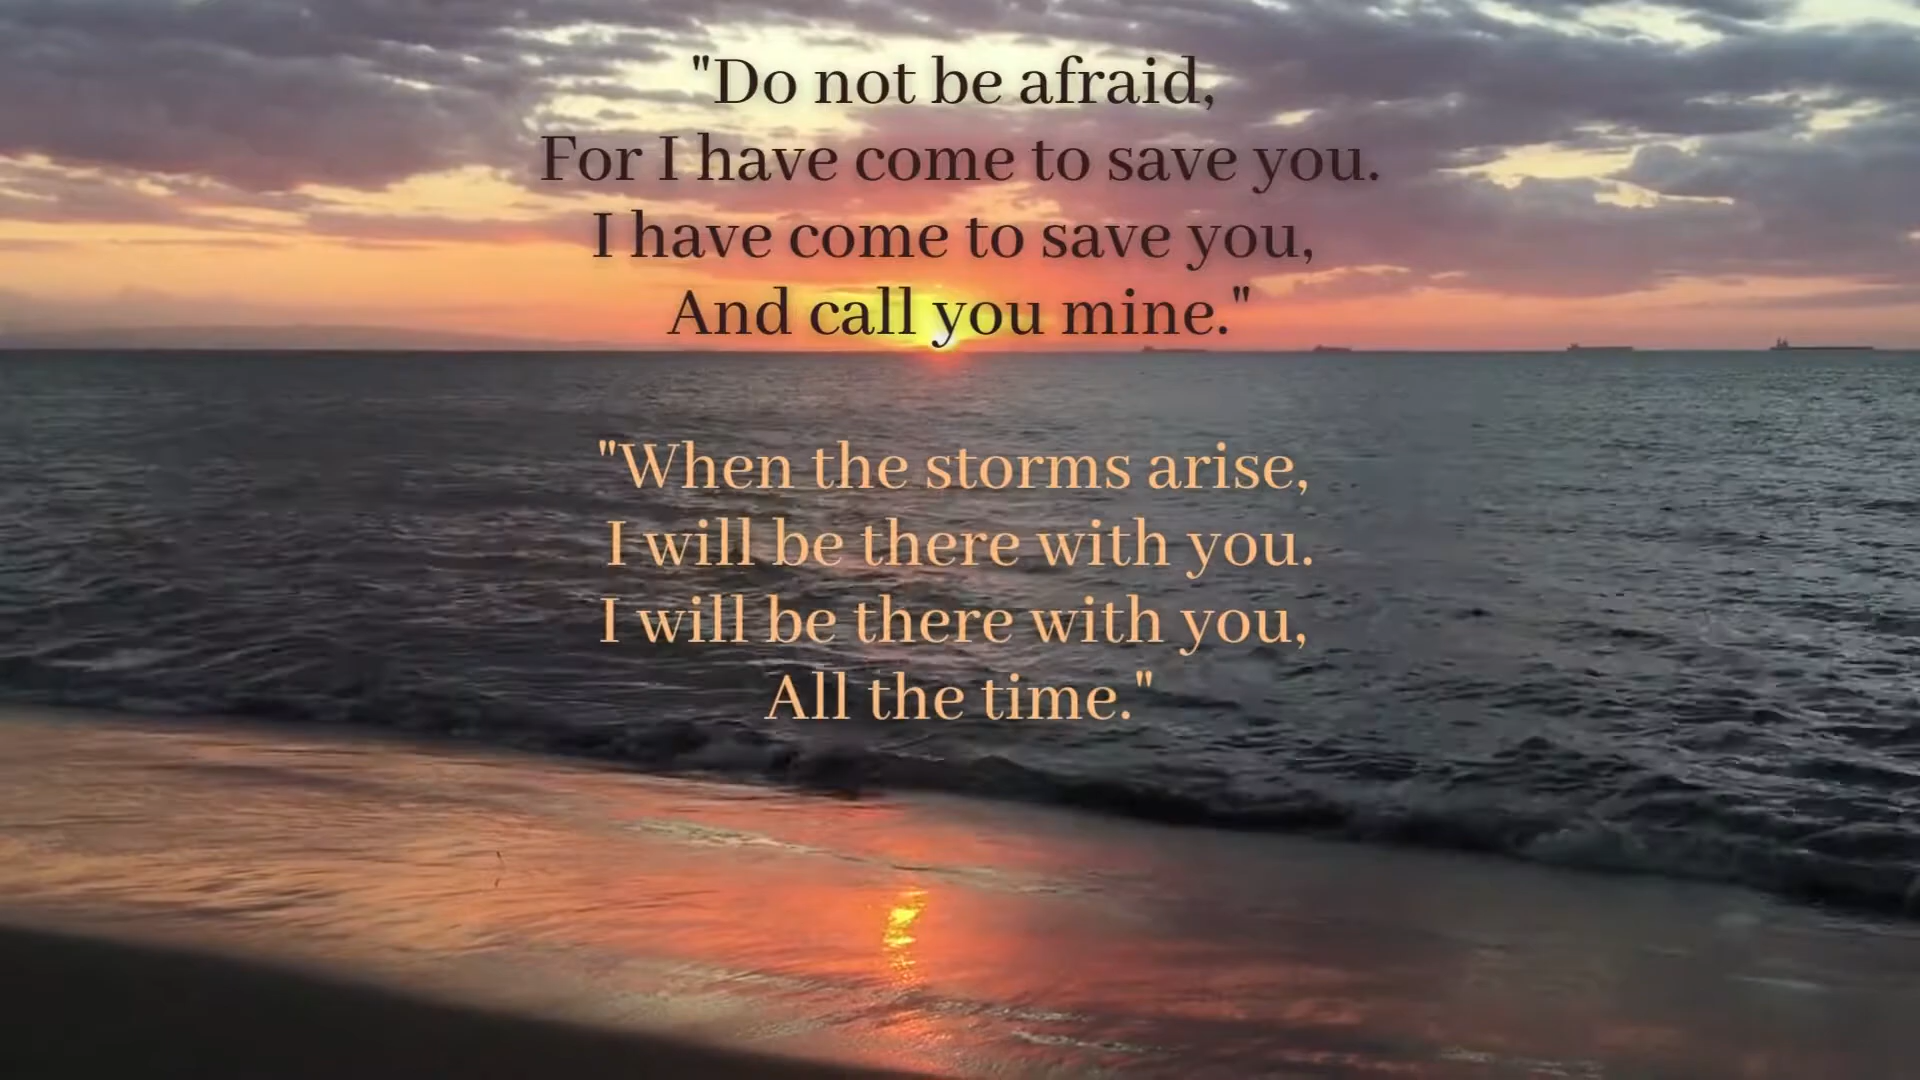 "Do not be afraid,
For I have come to save you.
I have come to save you,
And call you mine."
"When the storms arise,
I will be there with you.
I will be there with you,
All the time."